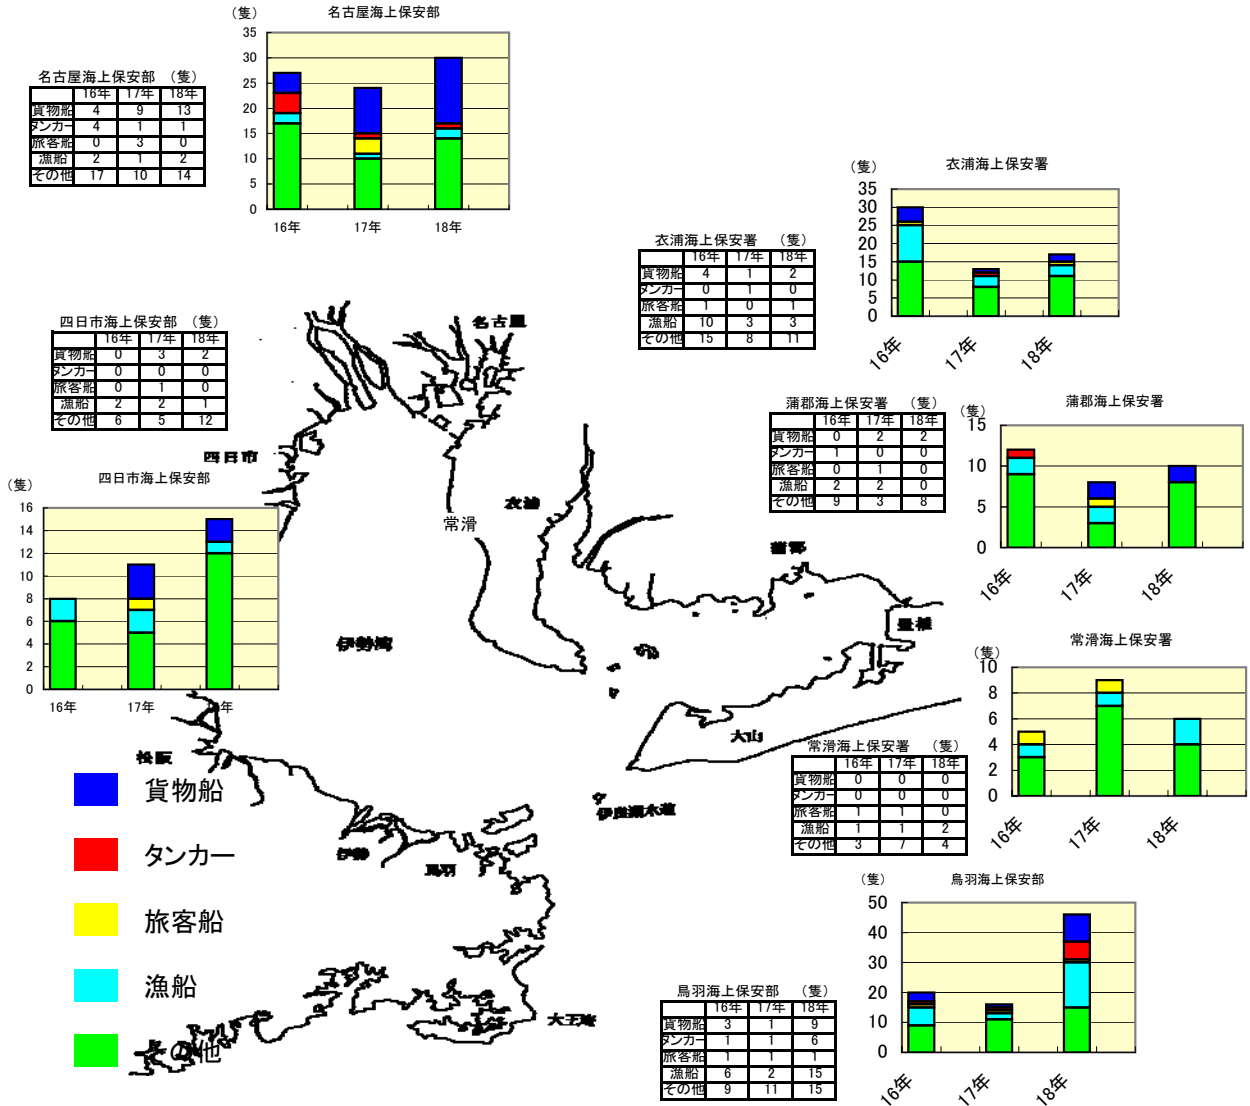 (隻) 名古屋海上保安部
35
30
25
20
15
10
5
0
16年 17年 18年
名古屋海上保安部 (隻)
16年 17年 18年
貨物船 4 9 13
タンカー 4 1 1
旅客船 0 3 0
漁船 2 1 2
その他 17 10 14
(隻) 衣浦海上保安署
35
30
25
20
15
10
5
0
16年 17年 18年
衣浦海上保安署 (隻)
16年 17年 18年
貨物船 4 1 2
タンカー 0 1 0
旅客船 1 0 1
漁船 10 3 3
その他 15 8 11
四日市海上保安部 (隻)
16年 17年 18年
貨物船 0 3 2
タンカー 0 0 0
旅客船 0 1 0
漁船 2 2 1
その他 6 5 12
(隻) 四日市海上保安部
16
14
12
10
8
6
4
2
0
16年 17年 年
蒲郡海上保安署 (隻)
16年 17年 18年
貨物船 0 2 2
タンカー 1 0 0
旅客船 0 1 0
漁船 2 2 0
その他 9 3 8
(隻) 蒲郡海上保安署
15
10
5
0
16年 17年 18年
(隻) 常滑海上保安署
10
8
6
4
2
0
16年 17年 18年
常滑海上保安署 (隻)
16年 17年 18年
貨物船 0 0 0
タンカー 0 0 0
旅客船 1 1 0
漁船 1 1 2
その他 3 7 4
(隻) 鳥羽海上保安部
50
40
30
20
10
0
16年 17年 18年
鳥羽海上保安部 (隻)
16年 17年 18年
貨物船 3 1 9
タンカー 1 1 6
旅客船 1 1 1
漁船 6 2 15
その他 9 11 15
名古屋
四日市
衣浦
常滑
蒲郡
豊橋
伊勢湾
大山
松阪
伊良湖水道
伊勢
鳥羽
大王埼
貨物船
タンカー
旅客船
漁船
その他